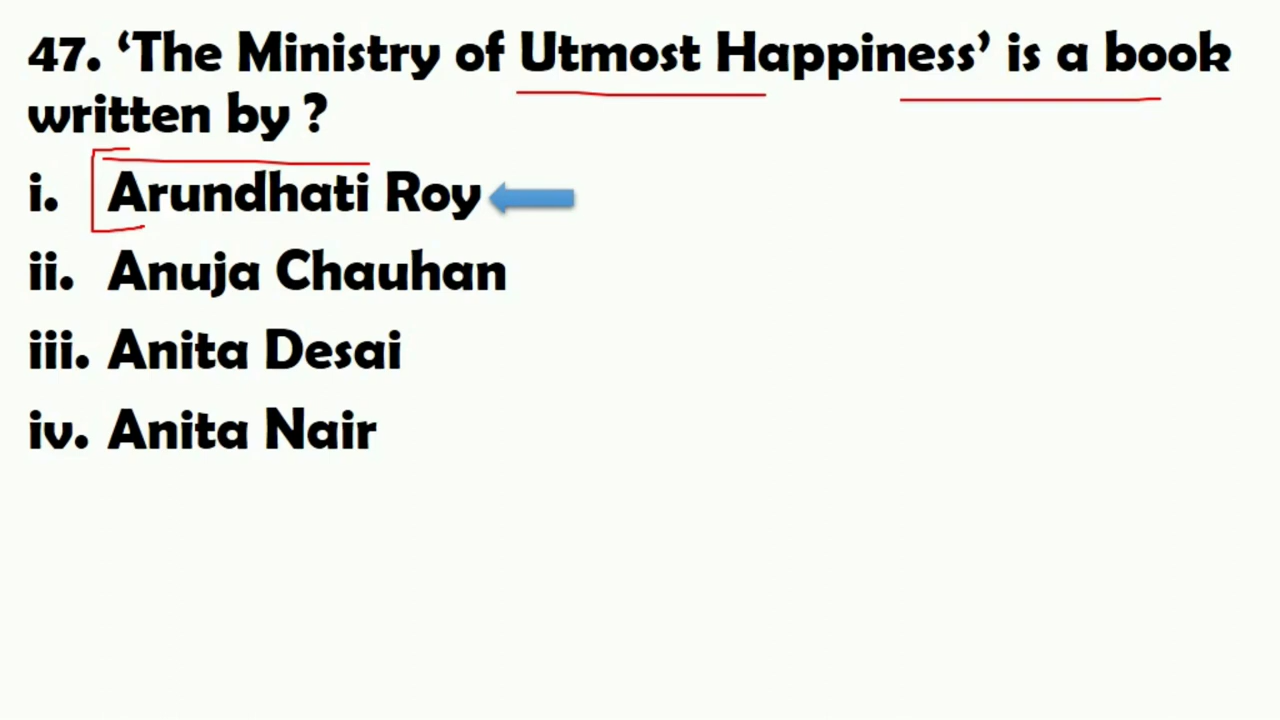 47. ‘The Ministry of Utmost Happiness’ is a book
written by ?
i. Arundhati Roy
ii. Anuja Chauhan
iii. Anita Desai
iv. Anita Nair